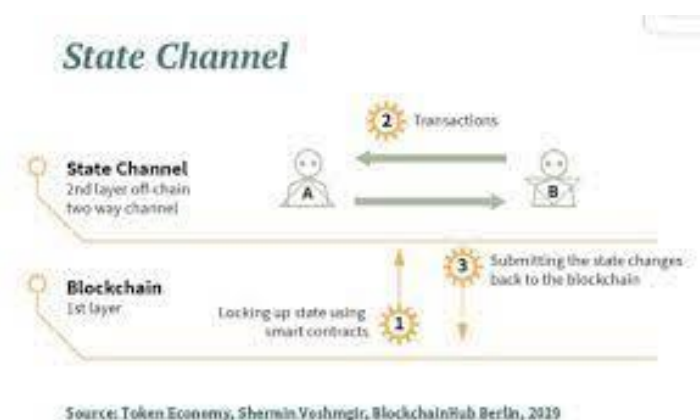 State Channel
2 Transactions
State Channel
2nd layer off-chain
two way channel
A
B
3
Submitting the state changes
back to the blockchain
Blockchain
1st layer
Locking up state using
smart contracts
1
Source: Token Economy, Shermin Voshmgir, BlockchainHub Berlin, 2019